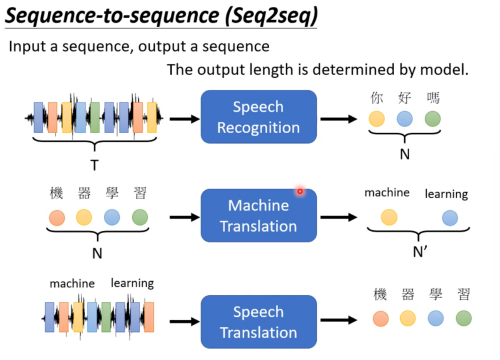 Sequence-to-sequence (Seq2seq)
Input a sequence, output a sequence
The output length is determined by model.
Speech
Recognition
你 好 嗎
T
N
機 器 學 習
Machine
Translation
machine learning
N
N'
machine learning
Speech
Translation
機 器 學 習